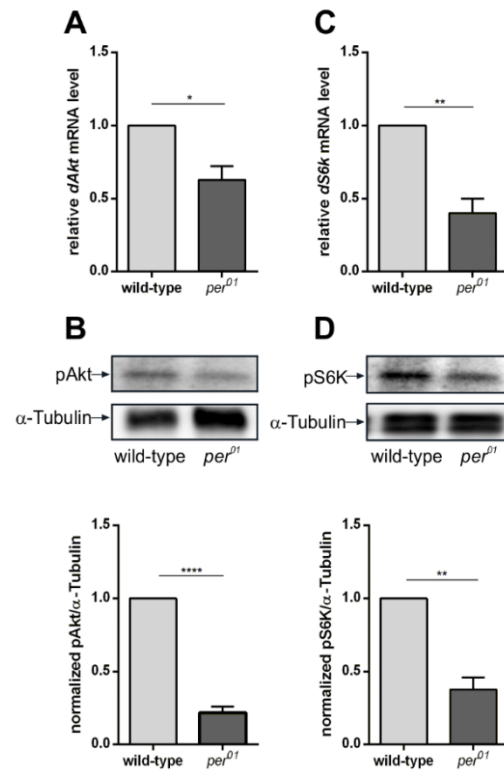 A
relative dAkt mRNA level
1.5
1.0
0.5
0.0
*
wild-type
per⁰¹
C
relative dS6k mRNA level
1.5
1.0
0.5
0.0
**
wild-type
per⁰¹
B
pAkt
α-Tubulin
wild-type per⁰¹
D
pS6K
α-Tubulin
wild-type per⁰¹
normalized pAkt/α-Tubulin
1.5
1.0
0.5
0.0
****
wild-type
per⁰¹
normalized pS6K/α-Tubulin
1.5
1.0
0.5
0.0
**
wild-type
per⁰¹